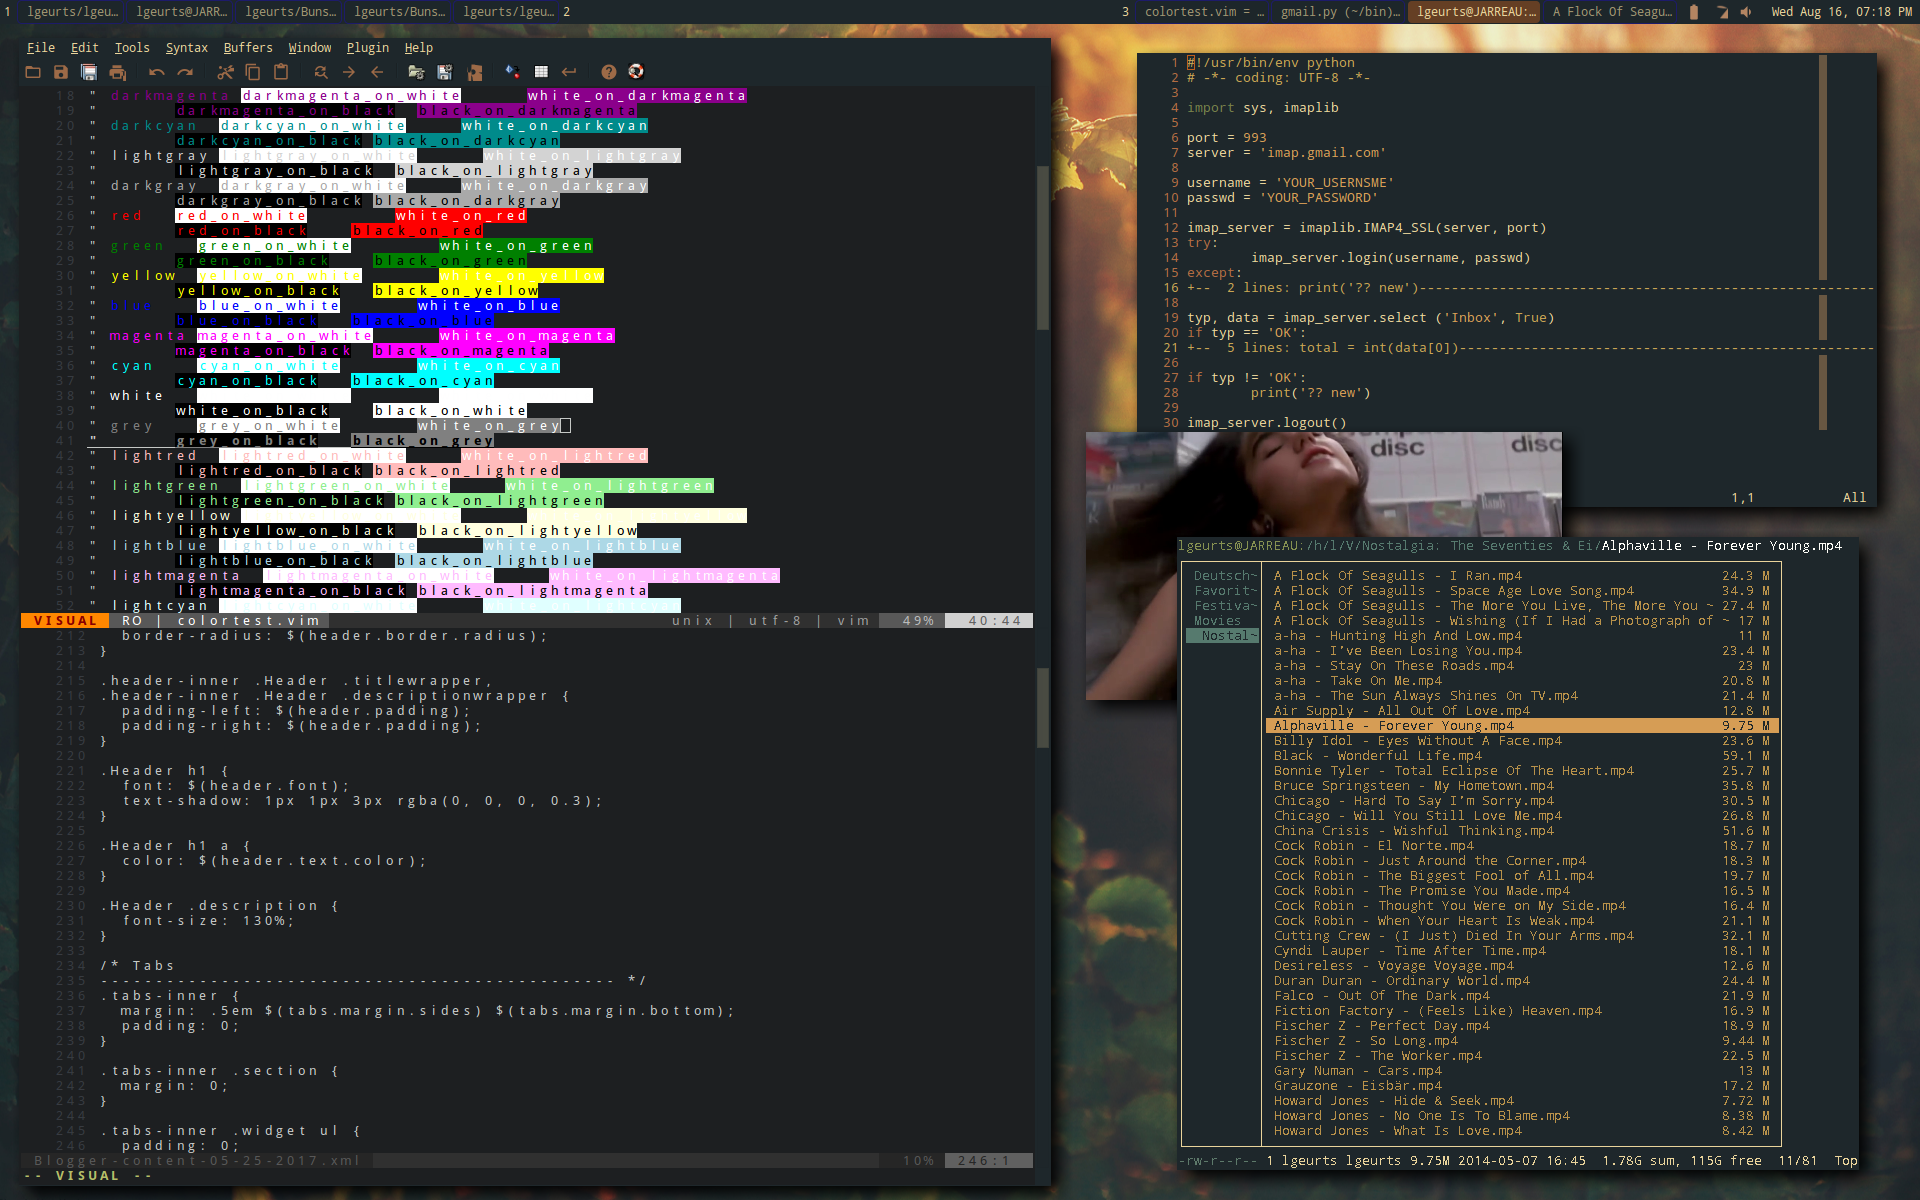 1 lgeurts/lgeu… lgeurts@JARR… lgeurts/Buns… lgeurts/Buns… lgeurts/lgeu… 2
3 colortest.vim = … gmail.py (~/bin)… lgeurts@JARREAU:… A Flock Of Seagu… Wed Aug 16, 07:18 PM
File Edit Tools Syntax Buffers Window Plugin Help
18 " darkmagenta darkmagenta_on_white white_on_darkmagenta
19 " darkmagenta_on_black black_on_darkmagenta
20 " darkcyan darkcyan_on_white white_on_darkcyan
21 " darkcyan_on_black black_on_darkcyan
22 " lightgray lightgray_on_white white_on_lightgray
23 " lightgray_on_black black_on_lightgray
24 " darkgray darkgray_on_white white_on_darkgray
25 " darkgray_on_black black_on_darkgray
26 " red red_on_white white_on_red
27 " red_on_black black_on_red
28 " green green_on_white white_on_green
29 " green_on_black black_on_green
30 " yellow yellow_on_white white_on_yellow
31 " yellow_on_black black_on_yellow
32 " blue blue_on_white white_on_blue
33 " blue_on_black black_on_blue
34 " magenta magenta_on_white white_on_magenta
35 " magenta_on_black black_on_magenta
36 " cyan cyan_on_white white_on_cyan
37 " cyan_on_black black_on_cyan
38 " white
39 " white_on_black black_on_white
40 " grey grey_on_white white_on_grey
41 " grey_on_black black_on_grey
42 " lightred lightred_on_white white_on_lightred
43 " lightred_on_black black_on_lightred
44 " lightgreen lightgreen_on_white white_on_lightgreen
45 " lightgreen_on_black black_on_lightgreen
46 " lightyellow
47 " lightyellow_on_black black_on_lightyellow
48 " lightblue lightblue_on_white white_on_lightblue
49 " lightblue_on_black black_on_lightblue
50 " lightmagenta lightmagenta_on_white white_on_lightmagenta
51 " lightmagenta_on_black black_on_lightmagenta
52 " lightcyan
VISUAL RO | colortest.vim unix | utf-8 | vim 49% 40:44
212 border-radius: $(header.border.radius);
213 }
214
215 .header-inner .Header .titlewrapper,
216 .header-inner .Header .descriptionwrapper {
217 padding-left: $(header.padding);
218 padding-right: $(header.padding);
219 }
220
221 .Header h1 {
222 font: $(header.font);
223 text-shadow: 1px 1px 3px rgba(0, 0, 0, 0.3);
224 }
225
226 .Header h1 a {
227 color: $(header.text.color);
228 }
229
230 .Header .description {
231 font-size: 130%;
232 }
233
234 /* Tabs
235 ---------------------------------------------- */
236 .tabs-inner {
237 margin: .5em $(tabs.margin.sides) $(tabs.margin.bottom);
238 padding: 0;
239 }
240
241 .tabs-inner .section {
242 margin: 0;
243 }
244
245 .tabs-inner .widget ul {
246 padding: 0;
Blogger-content-05-25-2017.xml 10% 246:1
-- VISUAL --
1 #!/usr/bin/env python
2 # -*- coding: UTF-8 -*-
3
4 import sys, imaplib
5
6 port = 993
7 server = 'imap.gmail.com'
8
9 username = 'YOUR_USERNSME'
10 passwd = 'YOUR_PASSWORD'
11
12 imap_server = imaplib.IMAP4_SSL(server, port)
13 try:
14 imap_server.login(username, passwd)
15 except:
16 +-- 2 lines: print('?? new')---------------------------------------------------------
18
19 typ, data = imap_server.select ('Inbox', True)
20 if typ == 'OK':
21 +-- 5 lines: total = int(data[0])----------------------------------------------------
26
27 if typ != 'OK':
28 print('?? new')
29
30 imap_server.logout()
1,1 All
disc disc
lgeurts@JARREAU:/h/l/V/Nostalgia: The Seventies & Ei/Alphaville - Forever Young.mp4
Deutsch~ A Flock Of Seagulls - I Ran.mp4 24.3 M
Favorit~ A Flock Of Seagulls - Space Age Love Song.mp4 34.9 M
Festiva~ A Flock Of Seagulls - The More You Live, The More You ~ 27.4 M
Movies A Flock Of Seagulls - Wishing (If I Had a Photograph of ~ 17 M
Nostal~ a-ha - Hunting High And Low.mp4 11 M
a-ha - I've Been Losing You.mp4 23.4 M
a-ha - Stay On These Roads.mp4 23 M
a-ha - Take On Me.mp4 20.8 M
a-ha - The Sun Always Shines On TV.mp4 21.4 M
Air Supply - All Out Of Love.mp4 12.8 M
Alphaville - Forever Young.mp4 9.75 M
Billy Idol - Eyes Without A Face.mp4 23.6 M
Black - Wonderful Life.mp4 59.1 M
Bonnie Tyler - Total Eclipse Of The Heart.mp4 25.7 M
Bruce Springsteen - My Hometown.mp4 35.8 M
Chicago - Hard To Say I'm Sorry.mp4 30.5 M
Chicago - Will You Still Love Me.mp4 26.8 M
China Crisis - Wishful Thinking.mp4 51.6 M
Cock Robin - El Norte.mp4 18.7 M
Cock Robin - Just Around the Corner.mp4 18.3 M
Cock Robin - The Biggest Fool of All.mp4 19.7 M
Cock Robin - The Promise You Made.mp4 16.5 M
Cock Robin - Thought You Were on My Side.mp4 16.4 M
Cock Robin - When Your Heart Is Weak.mp4 21.1 M
Cutting Crew - (I Just) Died In Your Arms.mp4 32.1 M
Cyndi Lauper - Time After Time.mp4 18.1 M
Desireless - Voyage Voyage.mp4 12.6 M
Duran Duran - Ordinary World.mp4 24.4 M
Falco - Out Of The Dark.mp4 21.9 M
Fiction Factory - (Feels Like) Heaven.mp4 16.9 M
Fischer Z - Perfect Day.mp4 18.9 M
Fischer Z - So Long.mp4 9.44 M
Fischer Z - The Worker.mp4 22.5 M
Gary Numan - Cars.mp4 13 M
Grauzone - Eisbär.mp4 17.2 M
Howard Jones - Hide & Seek.mp4 7.72 M
Howard Jones - No One Is To Blame.mp4 8.38 M
Howard Jones - What Is Love.mp4 8.42 M
-rw-r--r-- 1 lgeurts lgeurts 9.75M 2014-05-07 16:45 1.78G sum, 115G free 11/81 Top